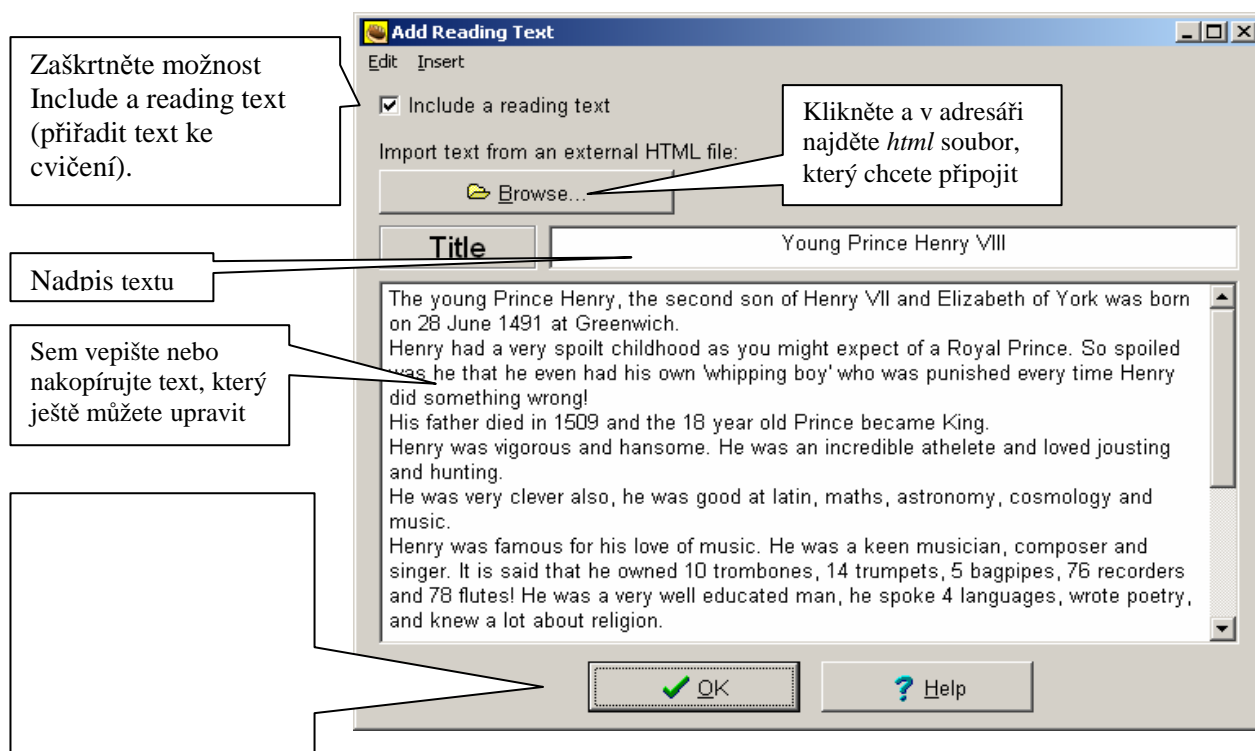 Zaškrtněte možnost
Include a reading text
(přiřadit text ke
cvičení).
Nadpis textu
Sem vepište nebo
nakopírujte text, který
ještě můžete upravit
Add Reading Text
Edit Insert
Include a reading text
Import text from an external HTML file:
Browse...
Klikněte a v adresáři
najděte html soubor,
který chcete připojit
Title
Young Prince Henry VIII
The young Prince Henry, the second son of Henry VII and Elizabeth of York was born
on 28 June 1491 at Greenwich.
Henry had a very spoilt childhood as you might expect of a Royal Prince. So spoiled
was he that he even had his own 'whipping boy' who was punished every time Henry
did something wrong!
His father died in 1509 and the 18 year old Prince became King.
Henry was vigorous and hansome. He was an incredible athelete and loved jousting
and hunting.
He was very clever also, he was good at latin, maths, astronomy, cosmology and
music.
Henry was famous for his love of music. He was a keen musician, composer and
singer. It is said that he owned 10 trombones, 14 trumpets, 5 bagpipes, 76 recorders
and 78 flutes! He was a very well educated man, he spoke 4 languages, wrote poetry,
and knew a lot about religion.
OK
Help